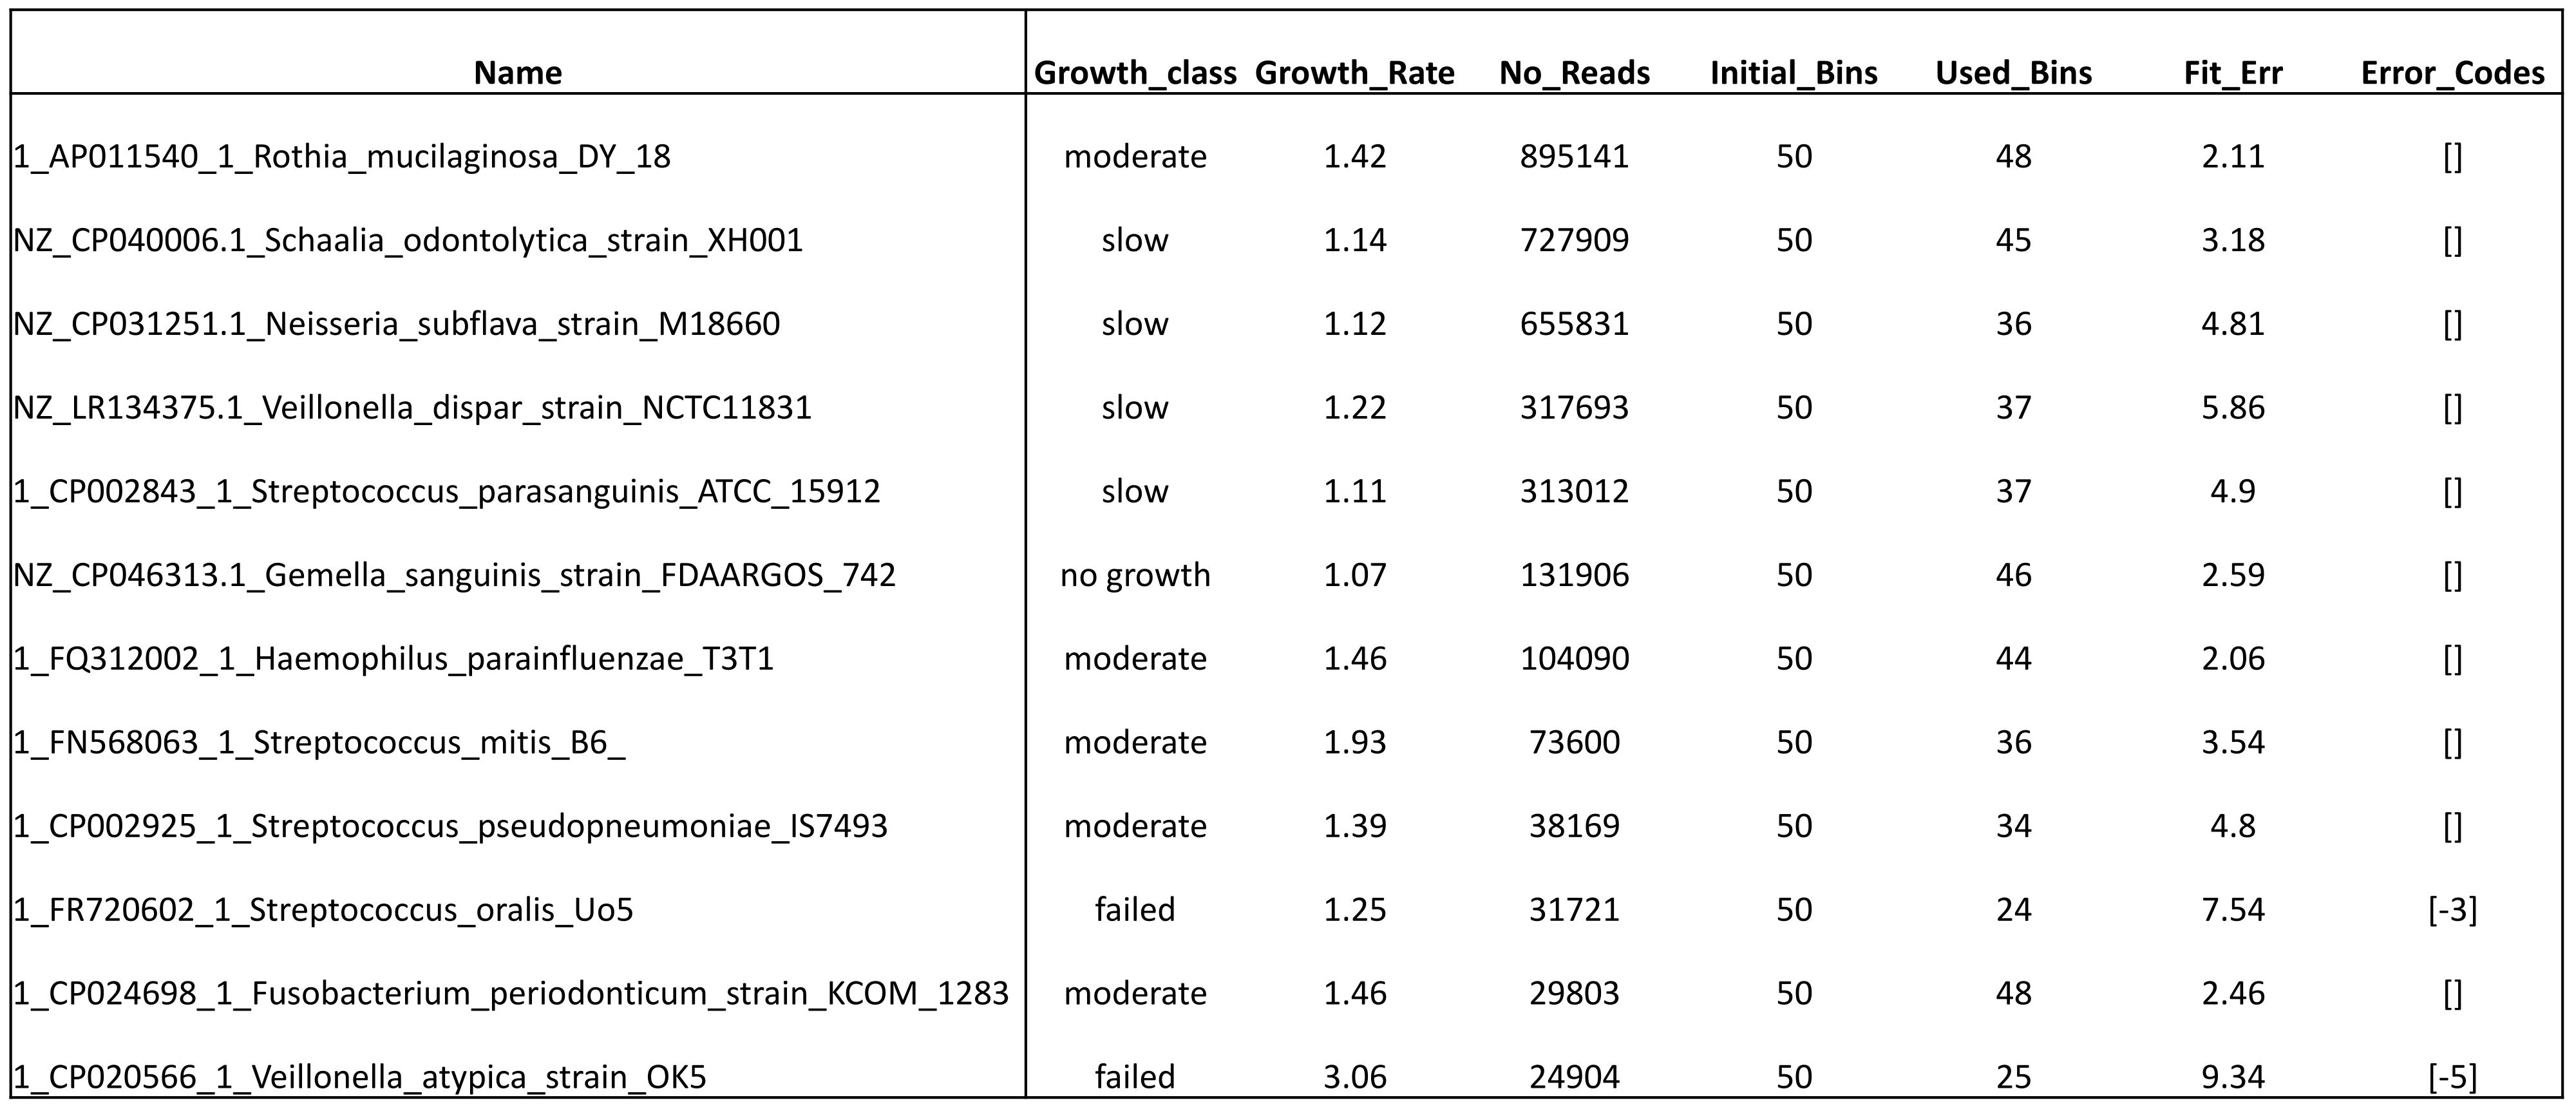 Name Growth_class Growth_Rate No_Reads Initial_Bins Used_Bins Fit_Err Error_Codes
1_AP011540_1_Rothia_mucilaginosa_DY_18 moderate 1.42 895141 50 48 2.11 []
NZ_CP040006.1_Schaalia_odontolytica_strain_XH001 slow 1.14 727909 50 45 3.18 []
NZ_CP031251.1_Neisseria_subflava_strain_M18660 slow 1.12 655831 50 36 4.81 []
NZ_LR134375.1_Veillonella_dispar_strain_NCTC11831 slow 1.22 317693 50 37 5.86 []
1_CP002843_1_Streptococcus_parasanguinis_ATCC_15912 slow 1.11 313012 50 37 4.9 []
NZ_CP046313.1_Gemella_sanguinis_strain_FDAARGOS_742 no growth 1.07 131906 50 46 2.59 []
1_FQ312002_1_Haemophilus_parainfluenzae_T3T1 moderate 1.46 104090 50 44 2.06 []
1_FN568063_1_Streptococcus_mitis_B6_ moderate 1.93 73600 50 36 3.54 []
1_CP002925_1_Streptococcus_pseudopneumoniae_IS7493 moderate 1.39 38169 50 34 4.8 []
1_FR720602_1_Streptococcus_oralis_Uo5 failed 1.25 31721 50 24 7.54 [-3]
1_CP024698_1_Fusobacterium_periodonticum_strain_KCOM_1283 moderate 1.46 29803 50 48 2.46 []
1_CP020566_1_Veillonella_atypica_strain_OK5 failed 3.06 24904 50 25 9.34 [-5]